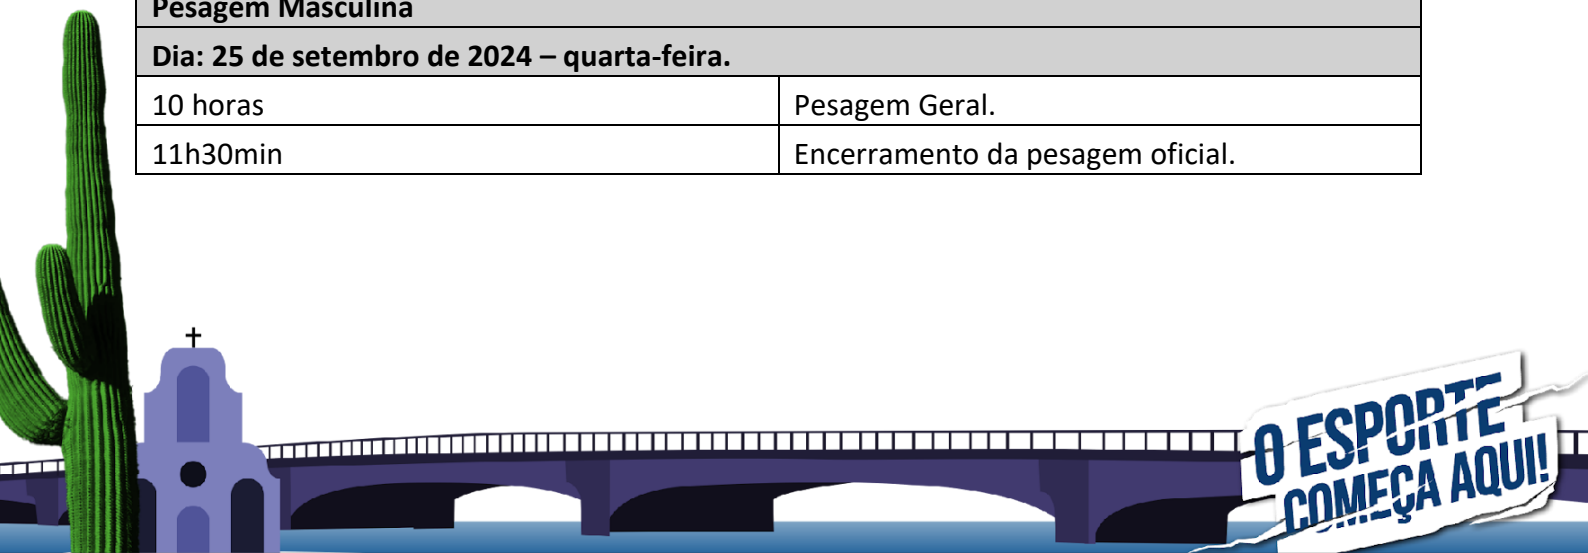 Pesagem Masculina
Dia: 25 de setembro de 2024 – quarta-feira.
10 horas Pesagem Geral.
11h30min Encerramento da pesagem oficial.
O ESPORTE
COMEÇA AQUI!